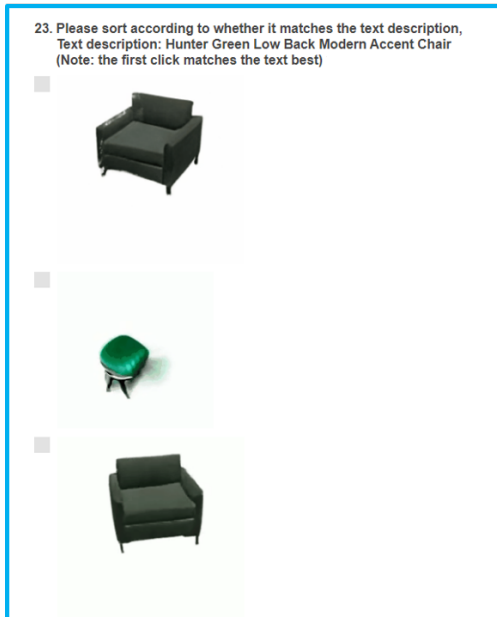 23. Please sort according to whether it matches the text description,
Text description: Hunter Green Low Back Modern Accent Chair
(Note: the first click matches the text best)